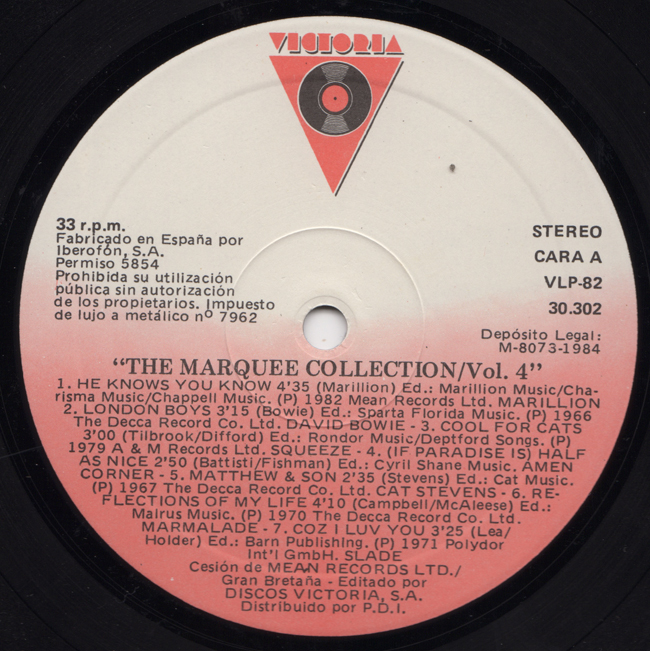 VICTORIA
33 r.p.m.
Fabricado en España por
Iberofón, S.A.
Permiso 5854
Prohibida su utilización
pública sin autorización
de los propietarios. Impuesto
de lujo a metálico nº 7962
STEREO
CARA A
VLP-82
30.302
Depósito Legal:
M-8073-1984
"THE MARQUEE COLLECTION/Vol. 4"
1. HE KNOWS YOU KNOW 4'35 (Marillion) Ed.: Marillion Music/Cha-
risma Music/Chappell Music. (P) 1982 Mean Records Ltd. MARILLION
2. LONDON BOYS 3'15 (Bowie) Ed.: Sparta Florida Music. (P) 1966
The Decca Record Co. Ltd. DAVID BOWIE - 3. COOL FOR CATS
3'00 (Tilbrook/Difford) Ed.: Rondor Music/Deptford Songs. (P)
1979 A & M Records Ltd. SQUEEZE - 4. (IF PARADISE IS) HALF
AS NICE 2'50 (Battisti/Fishman) Ed.: Cyril Shane Music. AMEN
CORNER - 5. MATTHEW & SON 2'35 (Stevens) Ed.: Cat Music.
(P) 1967 The Decca Record Co. Ltd. CAT STEVENS - 6. RE-
FLECTIONS OF MY LIFE 4'10 (Campbell/McAleese) Ed.:
Walrus Music. (P) 1970 The Decca Record Co. Ltd.
MARMALADE - 7. COZ I LUV YOU 3'25 (Lea/
Holder) Ed.: Barn Publishing. (P) 1971 Polydor
Int'l GmbH. SLADE
Cesión de MEAN RECORDS LTD./
Gran Bretaña - Editado por
DISCOS VICTORIA, S.A.
Distribuido por P.D.I.